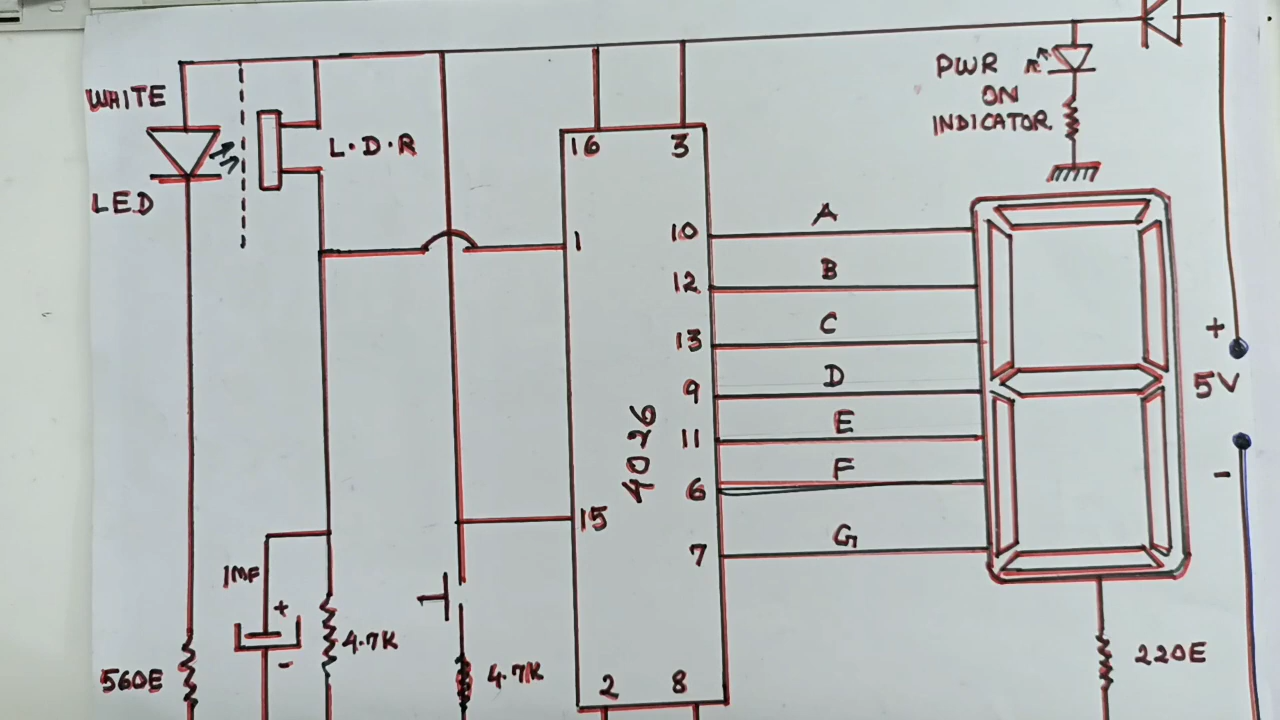 WHITE
LED
L.D.R
PWR
ON
INDICATOR
16
3
1
10
12
13
9
11
6
7
15
2
8
4026
A
B
C
D
E
F
G
+
5V
-
1MF
+
-
4.7K
4.7K
560E
220E